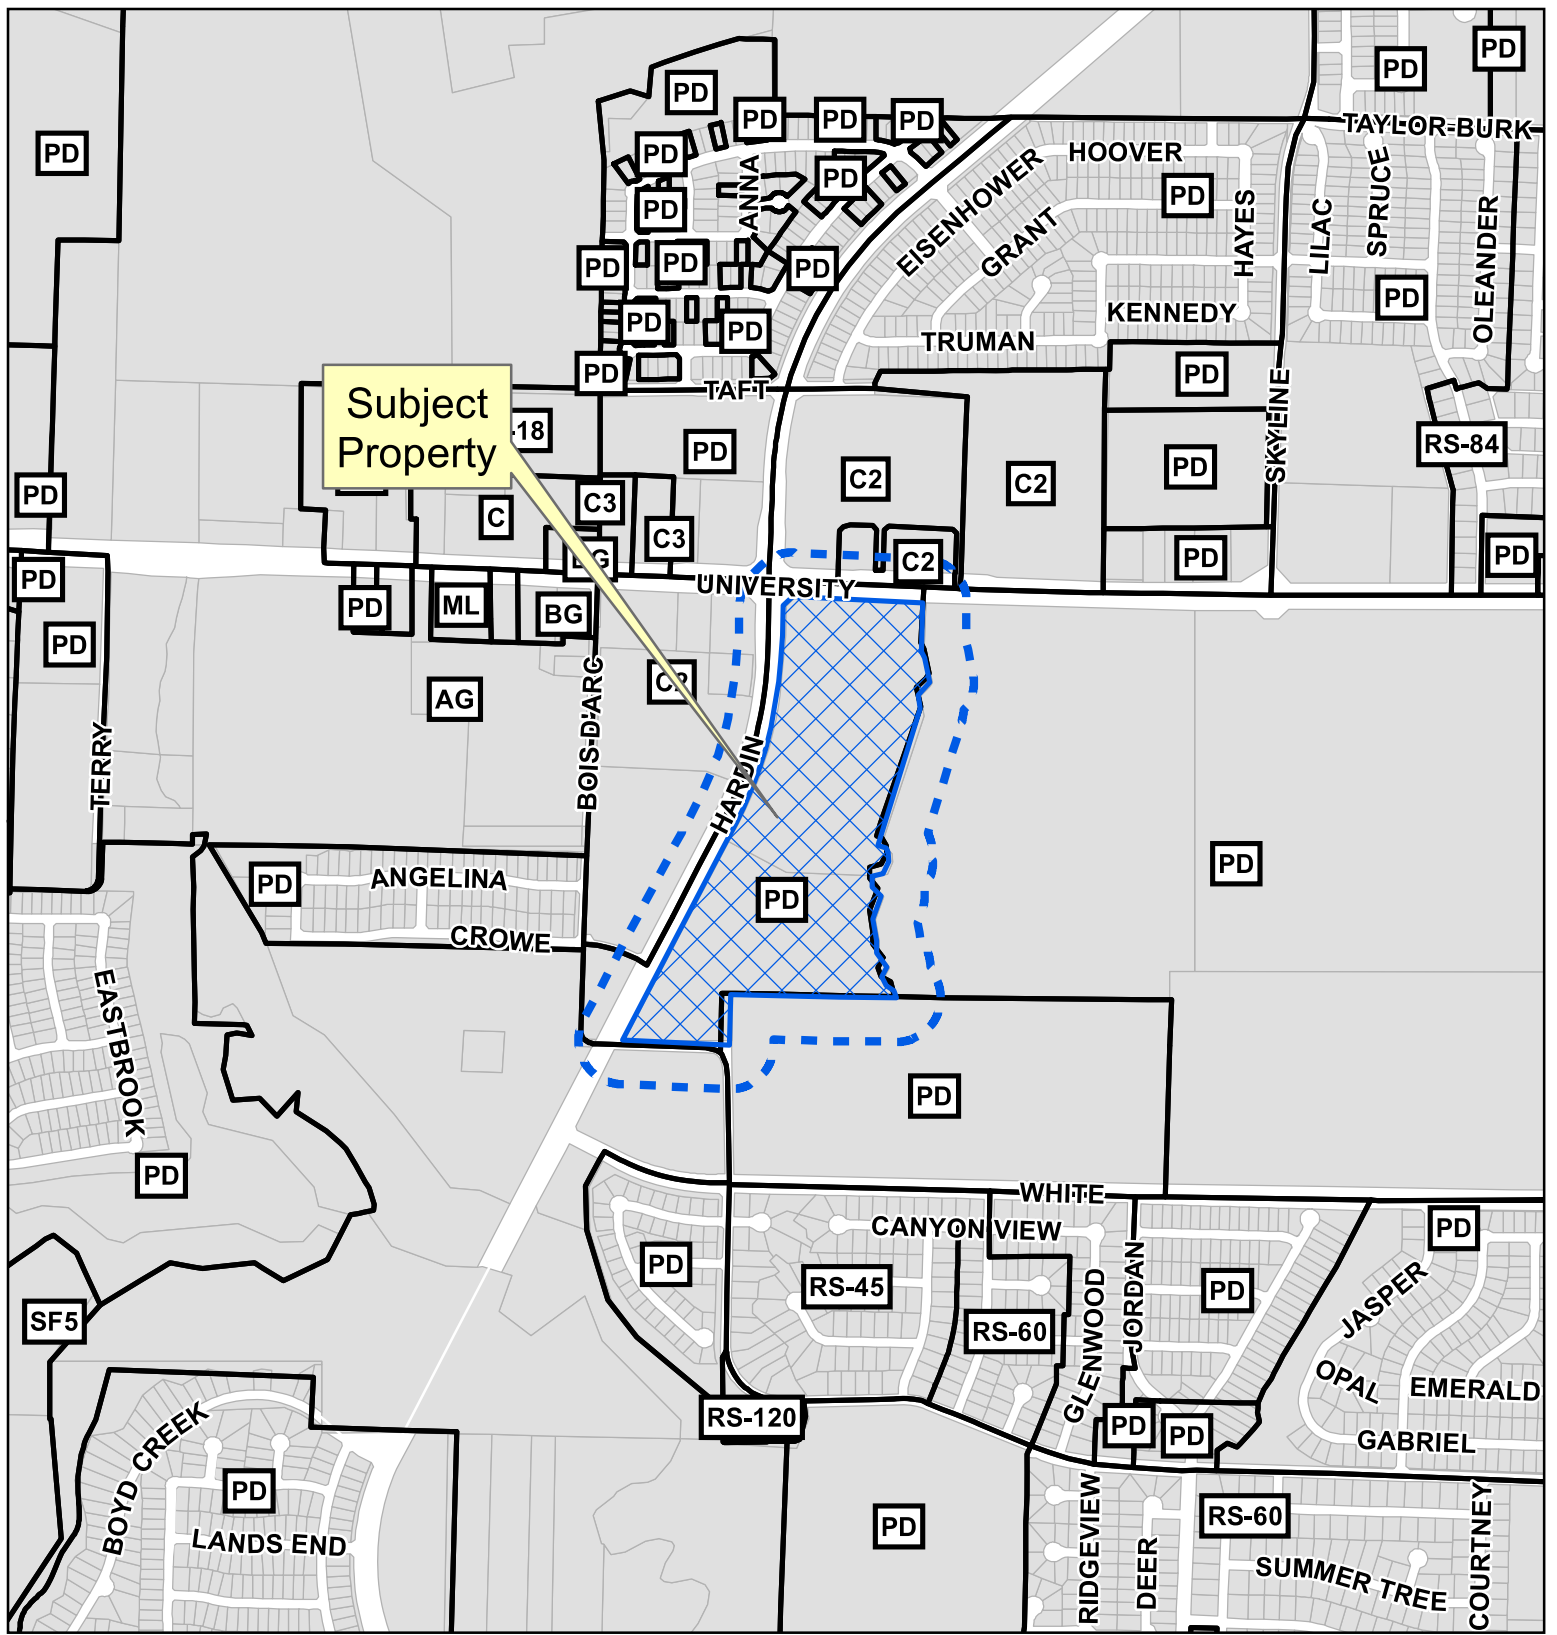 PD
PD
PD
TAYLOR-BURK
PD
PD
PD
PD
PD
PD
HOOVER
PD
ANNA
PD
EISENHOWER
GRANT
PD
HAYES
LILAC
SPRUCE
OLEANDER
PD
PD
PD
PD
PD
PD
PD
KENNEDY
TRUMAN
PD
TAFT
PD
SKYLINE
Subject
Property
-18
PD
C2
C2
PD
RS-84
PD
C
C3
C3
C2
PD
PD
PD
UNIVERSITY
PD
ML
BG
PD
BOIS-D'ARC
C2
AG
TERRY
HARDIN
PD
PD
ANGELINA
PD
CROWE
EASTBROOK
PD
PD
WHITE
CANYON VIEW
PD
PD
RS-45
GLENWOOD
JORDAN
PD
JASPER
SF5
RS-60
OPAL
EMERALD
RS-120
PD
PD
GABRIEL
BOYD CREEK
PD
LANDS END
PD
RIDGEVIEW
DEER
RS-60
SUMMER TREE
COURTNEY